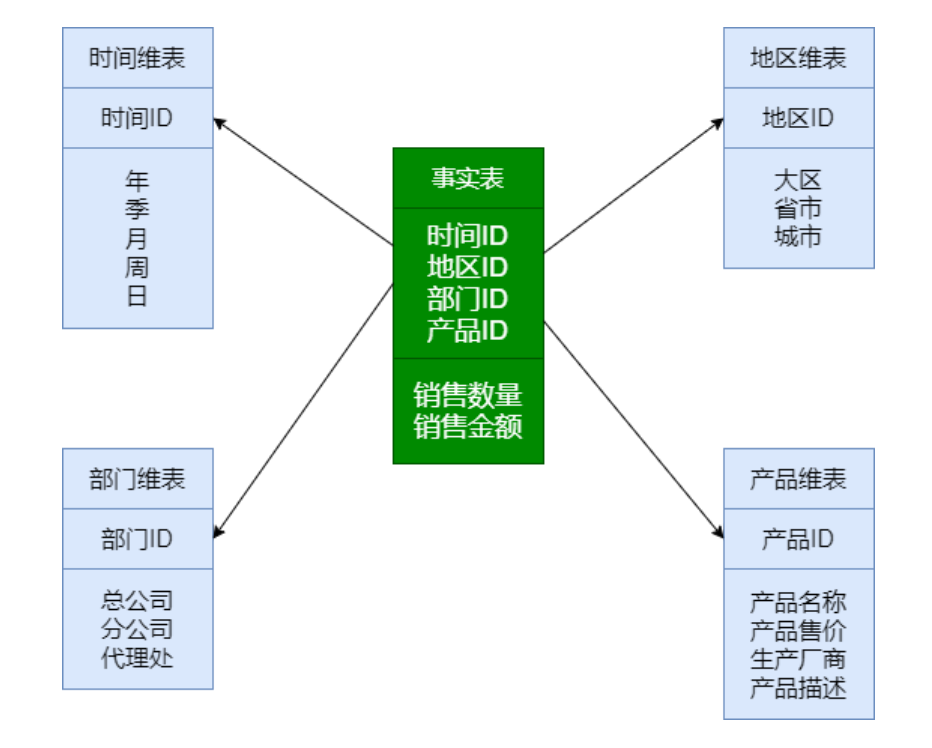 时间维表
时间ID
年
季
月
周
日
地区维表
地区ID
大区
省市
城市
事实表
时间ID
地区ID
部门ID
产品ID
销售数量
销售金额
部门维表
部门ID
总公司
分公司
代理处
产品维表
产品ID
产品名称
产品售价
生产厂商
产品描述